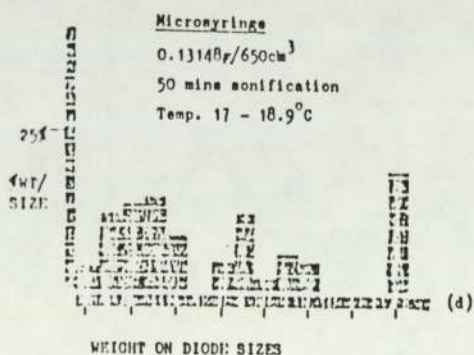 Microsyringe
0.13148g/650cm³
50 mins sonification
Temp. 17 - 18.9°C
25%
%WT/
SIZE
(d)
WEIGHT ON DIODE SIZES